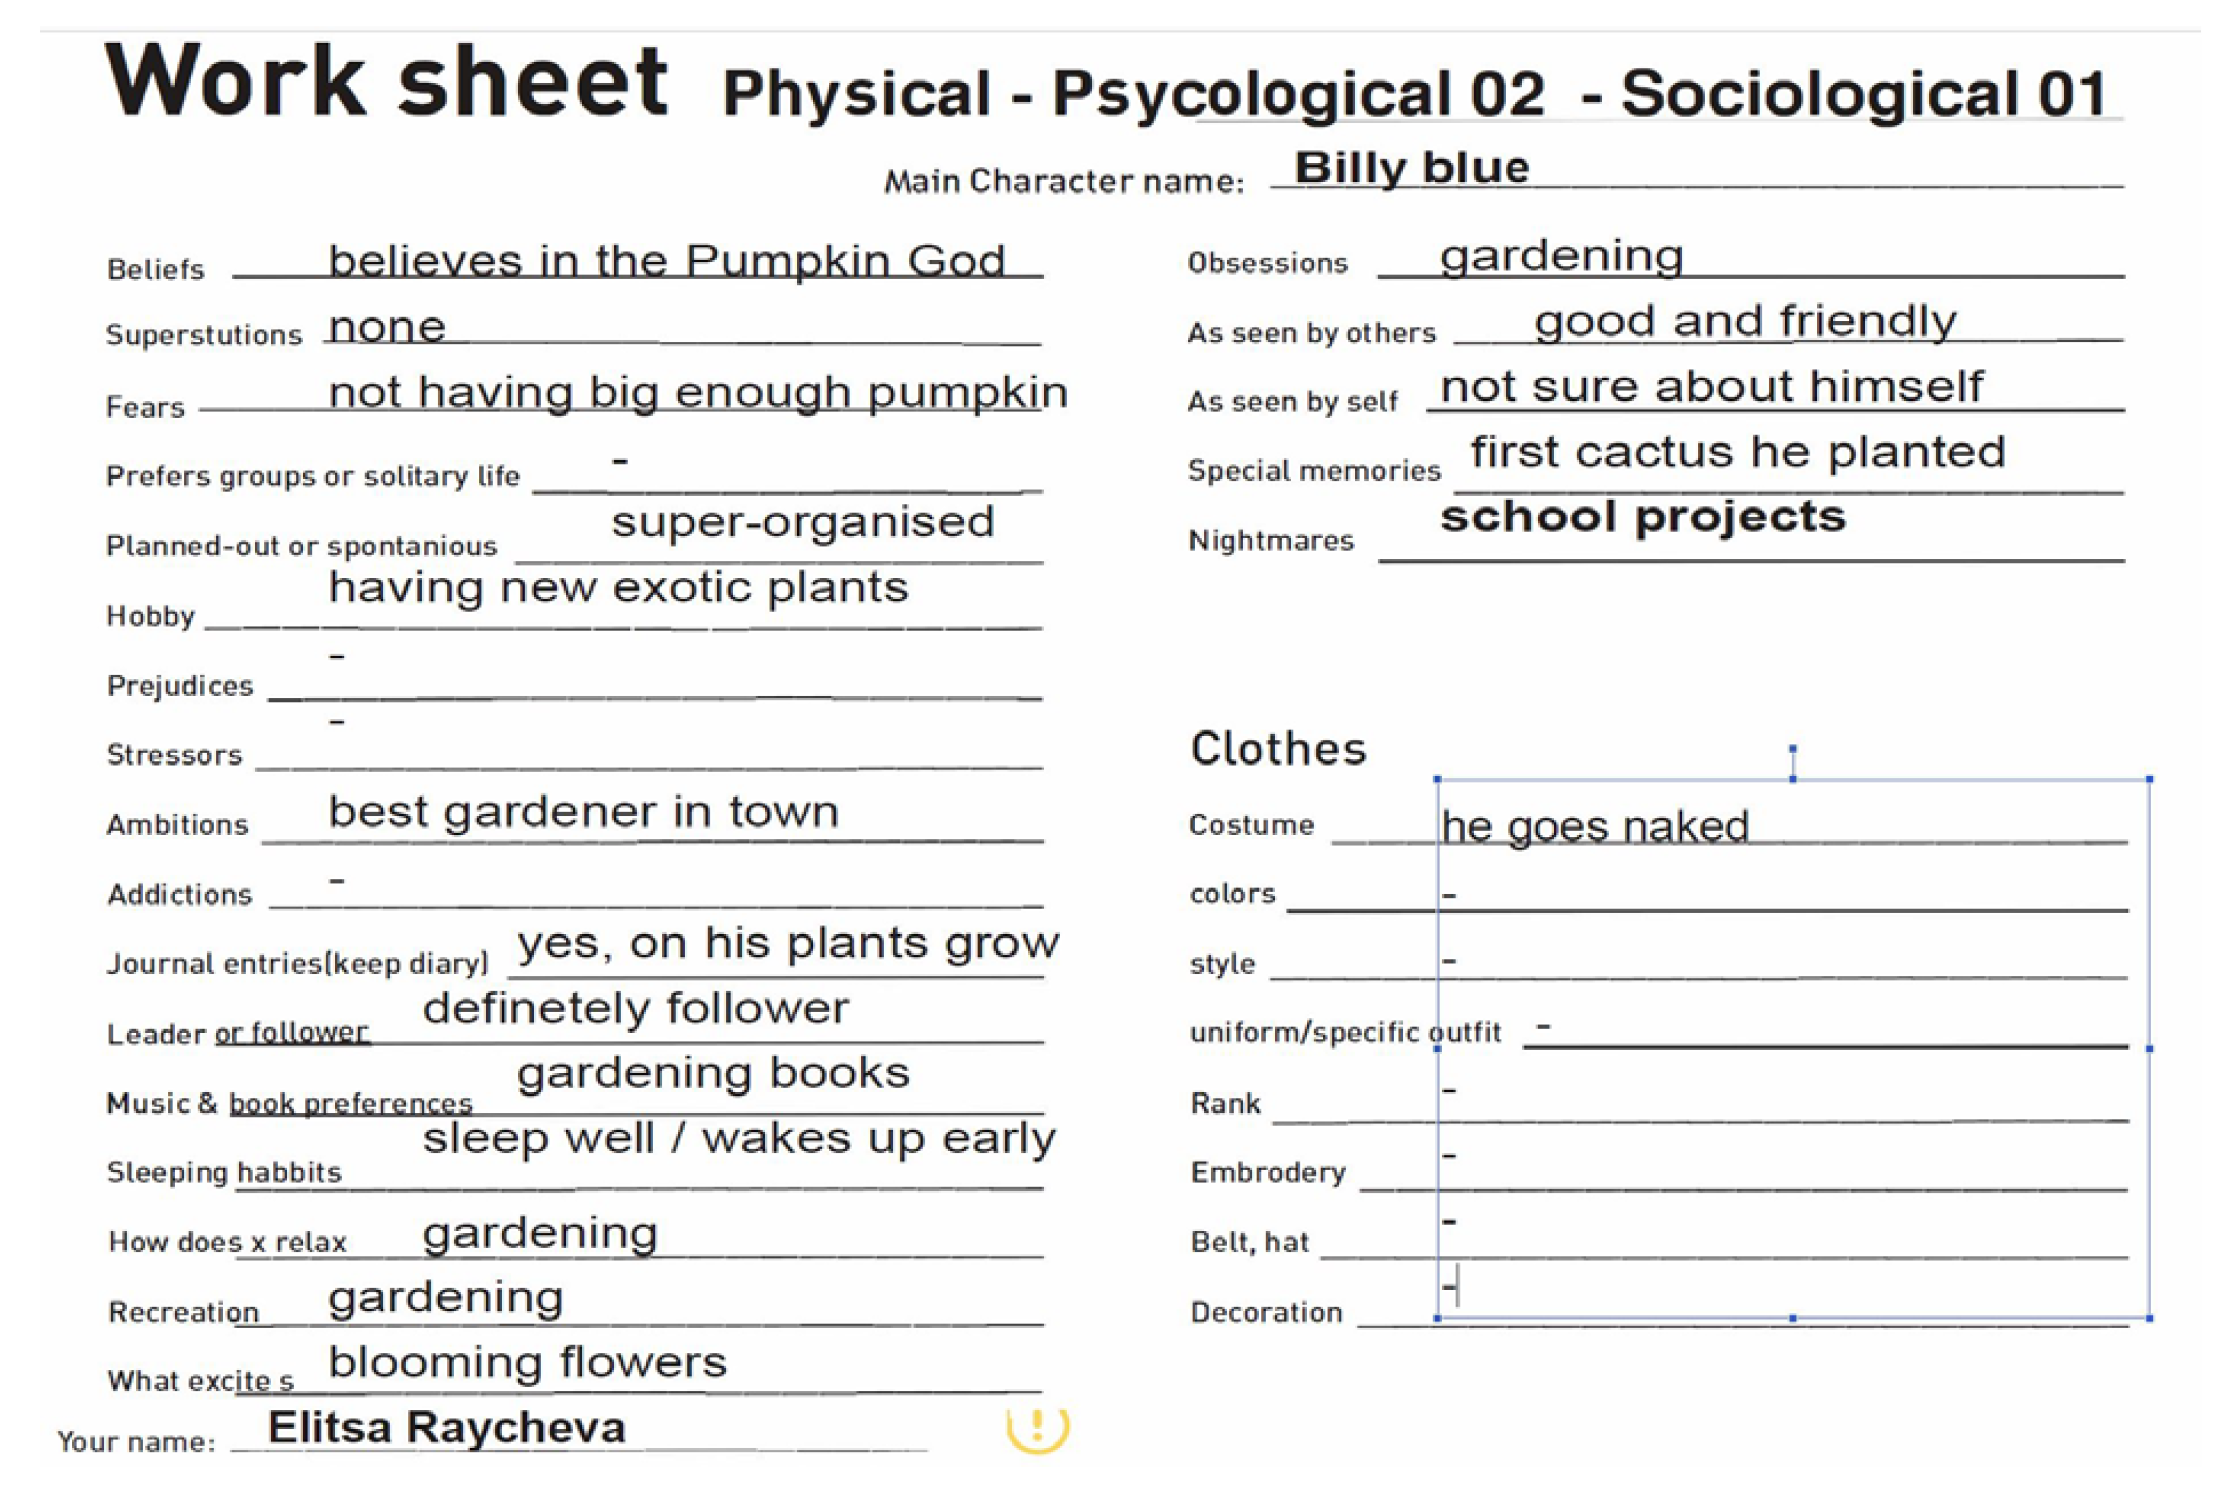 Work sheet Physical - Psycological 02 - Sociological 01
Main Character name: Billy blue
Beliefs believes in the Pumpkin God
Superstutions none
Fears not having big enough pumpkin
Prefers groups or solitary life -
Planned-out or spontanious super-organised
Hobby having new exotic plants
Prejudices -
Stressors -
Ambitions best gardener in town
Addictions -
Journal entries(keep diary) yes, on his plants grow
Leader or follower definetely follower
Music & book preferences gardening books
Sleeping habbits sleep well / wakes up early
How does x relax gardening
Recreation gardening
What excite s blooming flowers
Your name: Elitsa Raycheva
Obsessions gardening
As seen by others good and friendly
As seen by self not sure about himself
Special memories first cactus he planted
Nightmares school projects
Clothes
Costume he goes naked
colors -
style -
uniform/specific outfit -
Rank -
Embrodery -
Belt, hat -
Decoration -